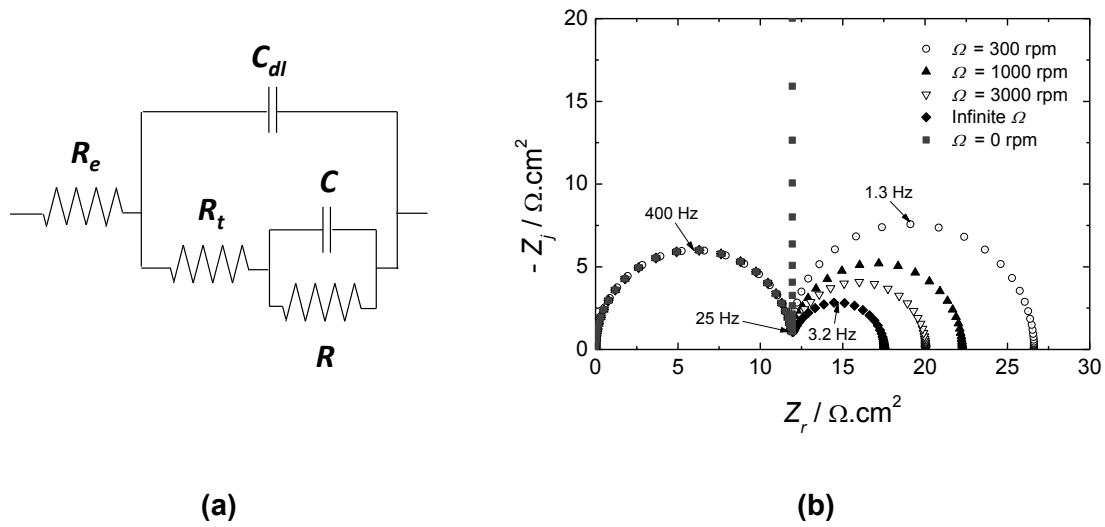 C_dl
R_e
R_t
C
R
(a)
20
15
10
5
0
- Z_j / Ω.cm²
0 5 10 15 20 25 30
Z_r / Ω.cm²
Ω = 300 rpm
Ω = 1000 rpm
Ω = 3000 rpm
Infinite Ω
Ω = 0 rpm
1.3 Hz
400 Hz
25 Hz
3.2 Hz
(b)